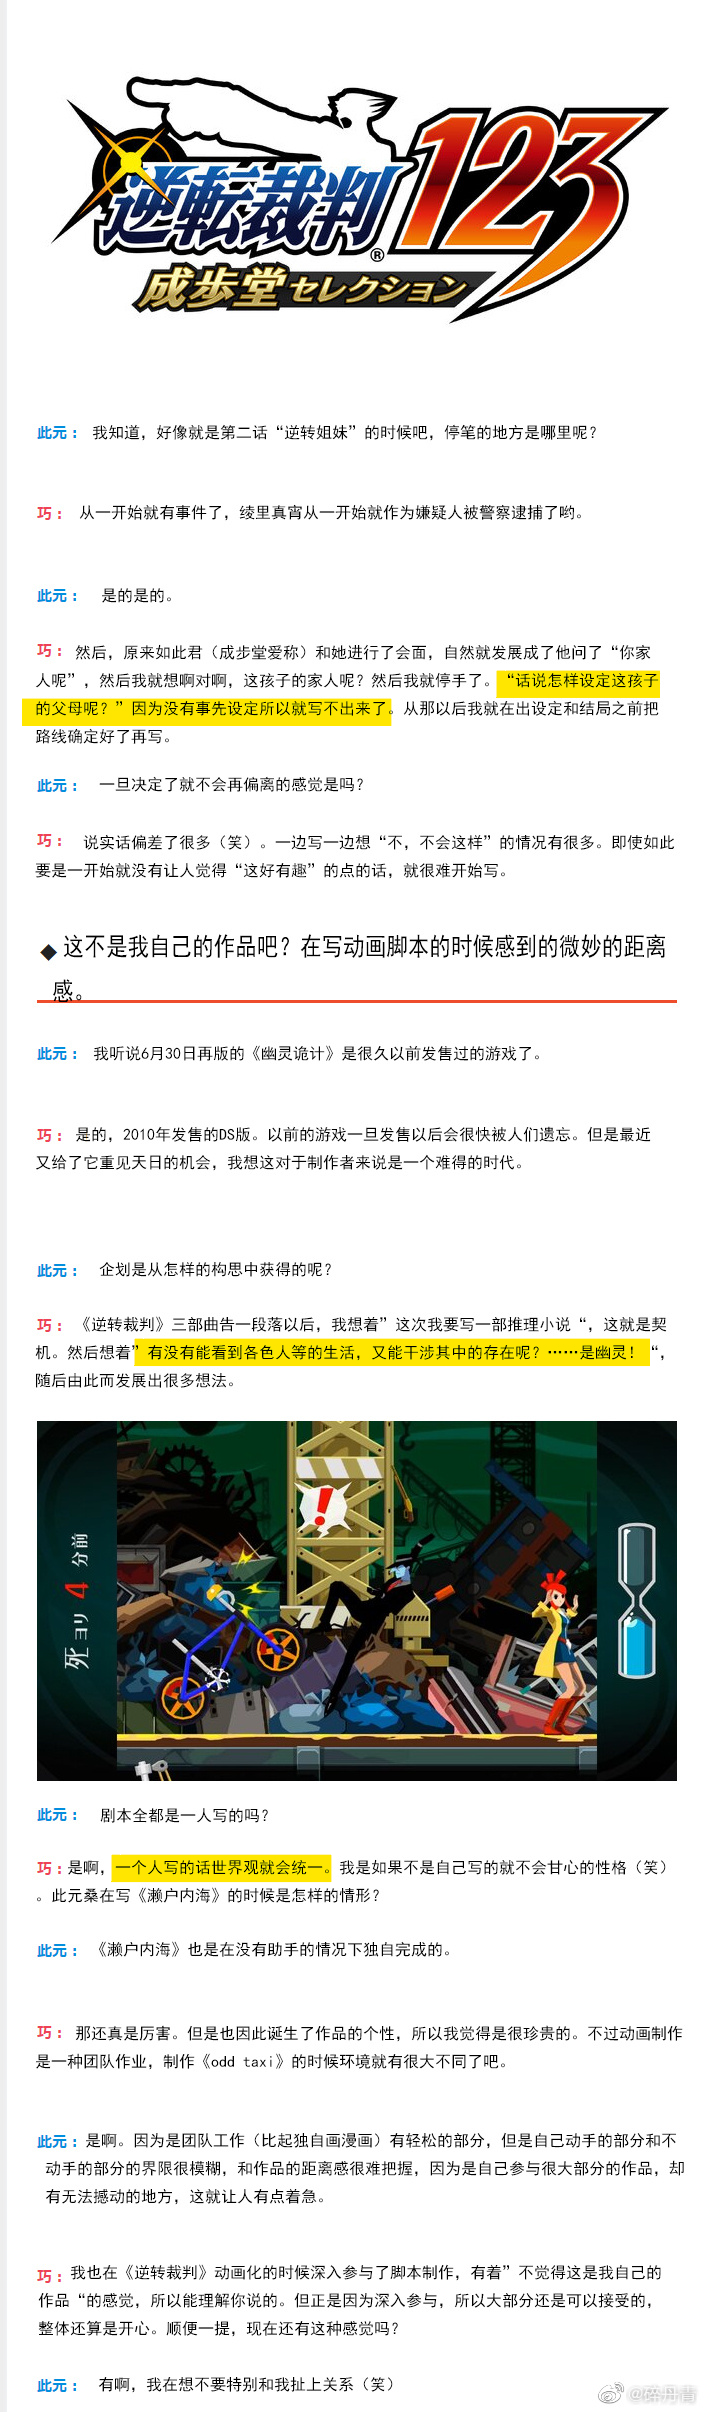 逆転裁判123
®
成歩堂セレクション
此元： 我知道，好像就是第二话“逆转姐妹”的时候吧，停笔的地方是哪里呢？
巧： 从一开始就有事件了，绫里真宵从一开始就作为嫌疑人被警察逮捕了哟。
此元： 是的是的。
巧： 然后，原来如此君（成步堂爱称）和她进行了会面，自然就发展成了他问了“你家
人呢”，然后我就想啊对啊，这孩子的家人呢？然后我就停手了。“话说怎样设定这孩子
的父母呢？”因为没有事先设定所以就写不出来了。从那以后我就在出设定和结局之前把
路线确定好了再写。
此元： 一旦决定了就不会再偏离的感觉是吗？
巧： 说实话偏差了很多（笑）。一边写一边想“不，不会这样”的情况有很多。即使如此
要是一开始就没有让人觉得“这好有趣”的点的话，就很难开始写。
◆ 这不是我自己的作品吧？在写动画脚本的时候感到的微妙的距离
感。
此元： 我听说6月30日再版的《幽灵诡计》是很久以前发售过的游戏了。
巧： 是的，2010年发售的DS版。以前的游戏一旦发售以后会很快被人们遗忘。但是最近
又给了它重见天日的机会，我想这对于制作者来说是一个难得的时代。
此元： 企划是从怎样的构思中获得的呢？
巧： 《逆转裁判》三部曲告一段落以后，我想着”这次我要写一部推理小说“，这就是契
机。然后想着”有没有能看到各色人等的生活，又能干涉其中的存在呢？……是幽灵！“，
随后由此而发展出很多想法。
死ヨリ4分前
!
此元： 剧本全都是一人写的吗？
巧：是啊，一个人写的话世界观就会统一。我是如果不是自己写的就不会甘心的性格（笑）
。此元桑在写《濑户内海》的时候是怎样的情形？
此元： 《濑户内海》也是在没有助手的情况下独自完成的。
巧： 那还真是厉害。但是也因此诞生了作品的个性，所以我觉得是很珍贵的。不过动画制作
是一种团队作业，制作《odd taxi》的时候环境就有很大不同了吧。
此元：是啊。因为是团队工作（比起独自画漫画）有轻松的部分，但是自己动手的部分和不
动手的部分的界限很模糊，和作品的距离感很难把握，因为是自己参与很大部分的作品，却
有无法撼动的地方，这就让人有点着急。
巧：我也在《逆转裁判》动画化的时候深入参与了脚本制作，有着”不觉得这是我自己的
作品“的感觉，所以能理解你说的。但正是因为深入参与，所以大部分还是可以接受的，
整体还算是开心。顺便一提，现在还有这种感觉吗？
此元： 有啊，我在想不要特别和我扯上关系（笑）
@碎丹青